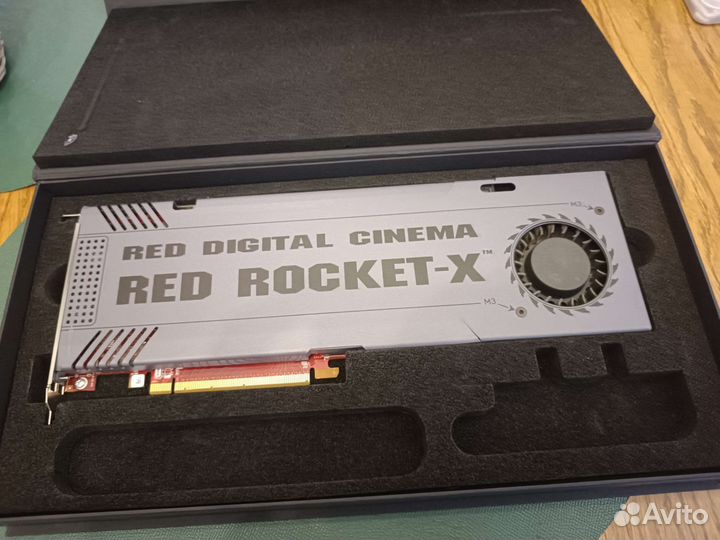 M3
RED DIGITAL CINEMA
RED ROCKET-X™
M3
Avito